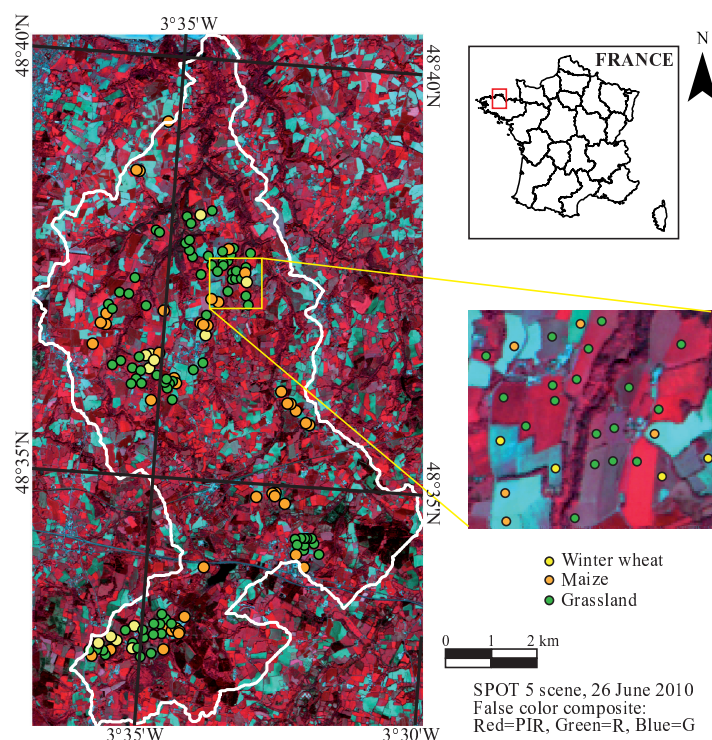 3°35'W
48°40'N
48°40'N
FRANCE
N
48°35'N
48°35'N
Winter wheat
Maize
Grassland
0 1 2 km
SPOT 5 scene, 26 June 2010
False color composite:
Red=PIR, Green=R, Blue=G
3°35'W
3°30'W